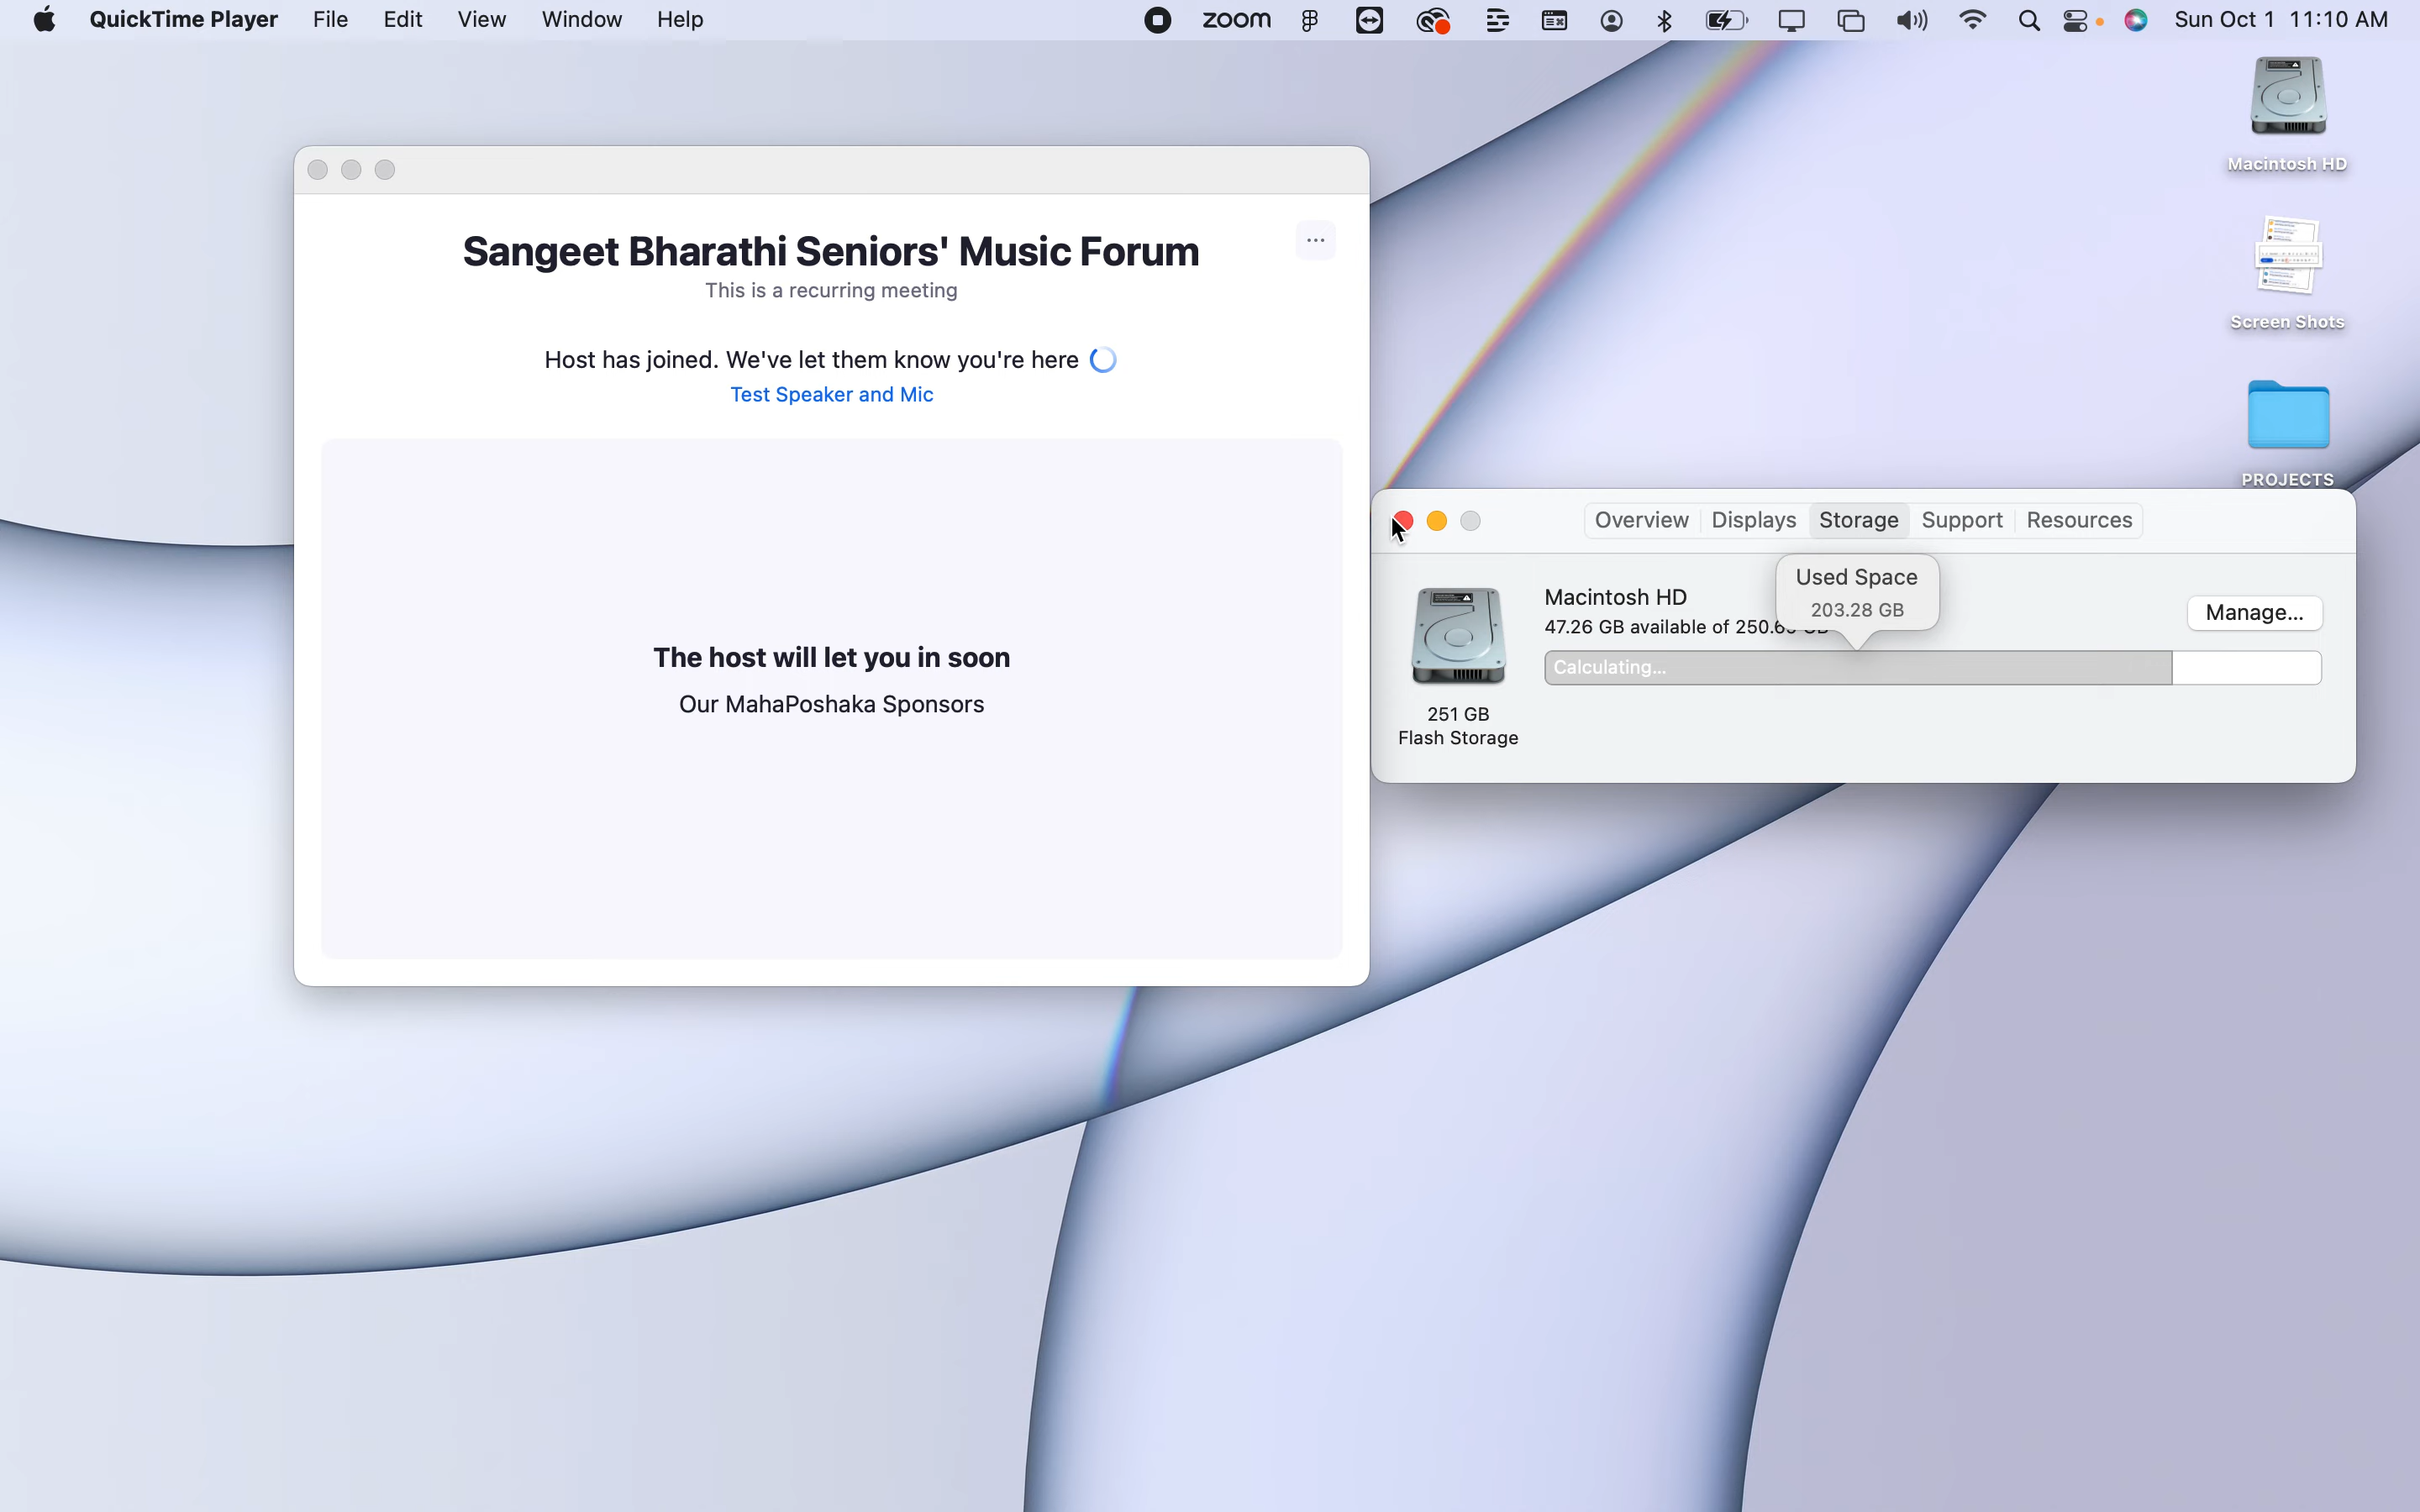 QuickTime Player File Edit View Window Help zoom Sun Oct 1 11:10 AM
Macintosh HD
Screen Shots
PROJECTS
Sangeet Bharathi Seniors' Music Forum
This is a recurring meeting
Host has joined. We've let them know you're here
Test Speaker and Mic
The host will let you in soon
Our MahaPoshaka Sponsors
Overview Displays Storage Support Resources
Used Space
203.28 GB
Macintosh HD
47.26 GB available of
Manage...
Calculating...
251 GB
Flash Storage